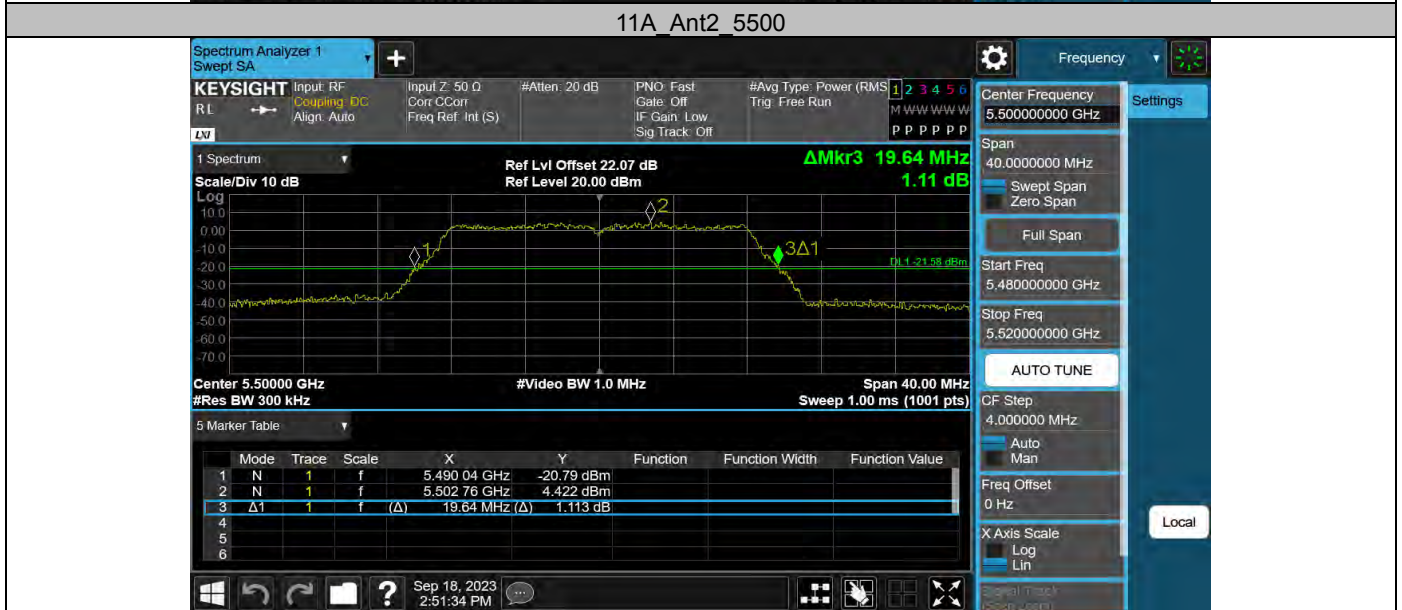 11A_Ant2_5500
Spectrum Analyzer 1
Swept SA
+
Frequency
KEYSIGHT
RL
LXI
Input: RF
Coupling: DC
Align: Auto
Input Z: 50 Ω
Corr CCorr
Freq Ref: Int (S)
#Atten: 20 dB
PNO: Fast
Gate: Off
IF Gain: Low
Sig Track: Off
#Avg Type: Power (RMS
Trig: Free Run
1 2 3 4 5 6
M W W W W W
P P P P P P
1 Spectrum
Scale/Div 10 dB
Ref Lvl Offset 22.07 dB
Ref Level 20.00 dBm
ΔMkr3 19.64 MHz
1.11 dB
Log
10.0
0.00
-10.0
-20.0
-30.0
-40.0
-50.0
-60.0
-70.0
1
2
3Δ1
DL1 -21.58 dBm
Center 5.50000 GHz
#Res BW 300 kHz
#Video BW 1.0 MHz
Span 40.00 MHz
Sweep 1.00 ms (1001 pts)
5 Marker Table
Mode Trace Scale X Y Function Function Width Function Value
1 N 1 f 5.490 04 GHz -20.79 dBm
2 N 1 f 5.502 76 GHz 4.422 dBm
3 Δ1 1 f (Δ) 19.64 MHz (Δ) 1.113 dB
4
5
6
Sep 18, 2023
2:51:34 PM
Center Frequency
5.500000000 GHz
Span
40.0000000 MHz
Swept Span
Zero Span
Full Span
Start Freq
5.480000000 GHz
Stop Freq
5.520000000 GHz
AUTO TUNE
CF Step
4.000000 MHz
Auto
Man
Freq Offset
0 Hz
X Axis Scale
Log
Lin
Settings
Local